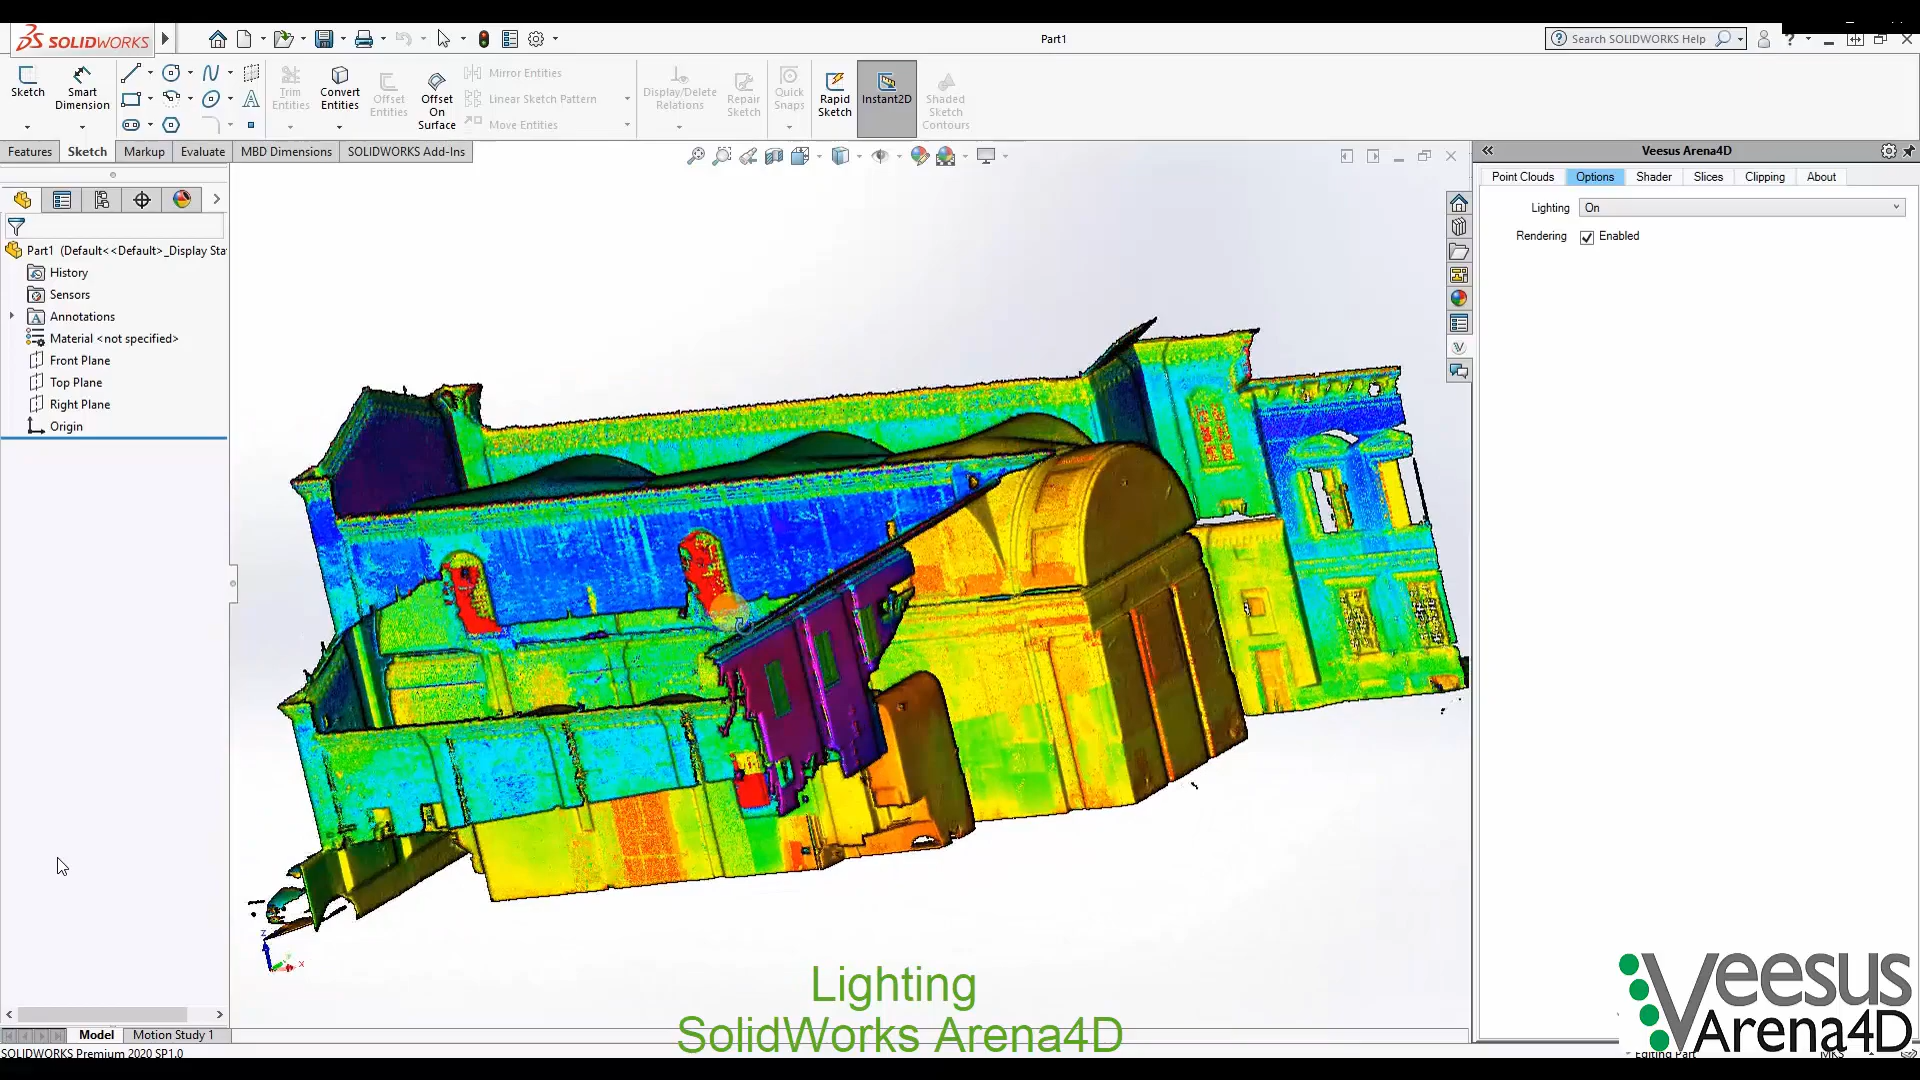 SOLIDWORKS
Part1
Search SOLIDWORKS Help
Sketch
Smart Dimension
Trim Entities
Convert Entities
Offset Entities
Offset On Surface
Mirror Entities
Linear Sketch Pattern
Move Entities
Display/Delete Relations
Repair Sketch
Quick Snaps
Rapid Sketch
Instant2D
Shaded Sketch Contours
Features
Sketch
Markup
Evaluate
MBD Dimensions
SOLIDWORKS Add-Ins
Part1 (Default<<Default>_Display Sta
History
Sensors
Annotations
Material <not specified>
Front Plane
Top Plane
Right Plane
Origin
Veesus Arena4D
Point Clouds
Options
Shader
Slices
Clipping
About
Lighting
On
Rendering
Enabled
Z
X
Lighting
SolidWorks Arena4D
Veesus
Arena4D
Model
Motion Study 1
SOLIDWORKS Premium 2020 SP1.0
Editing Part
MKS